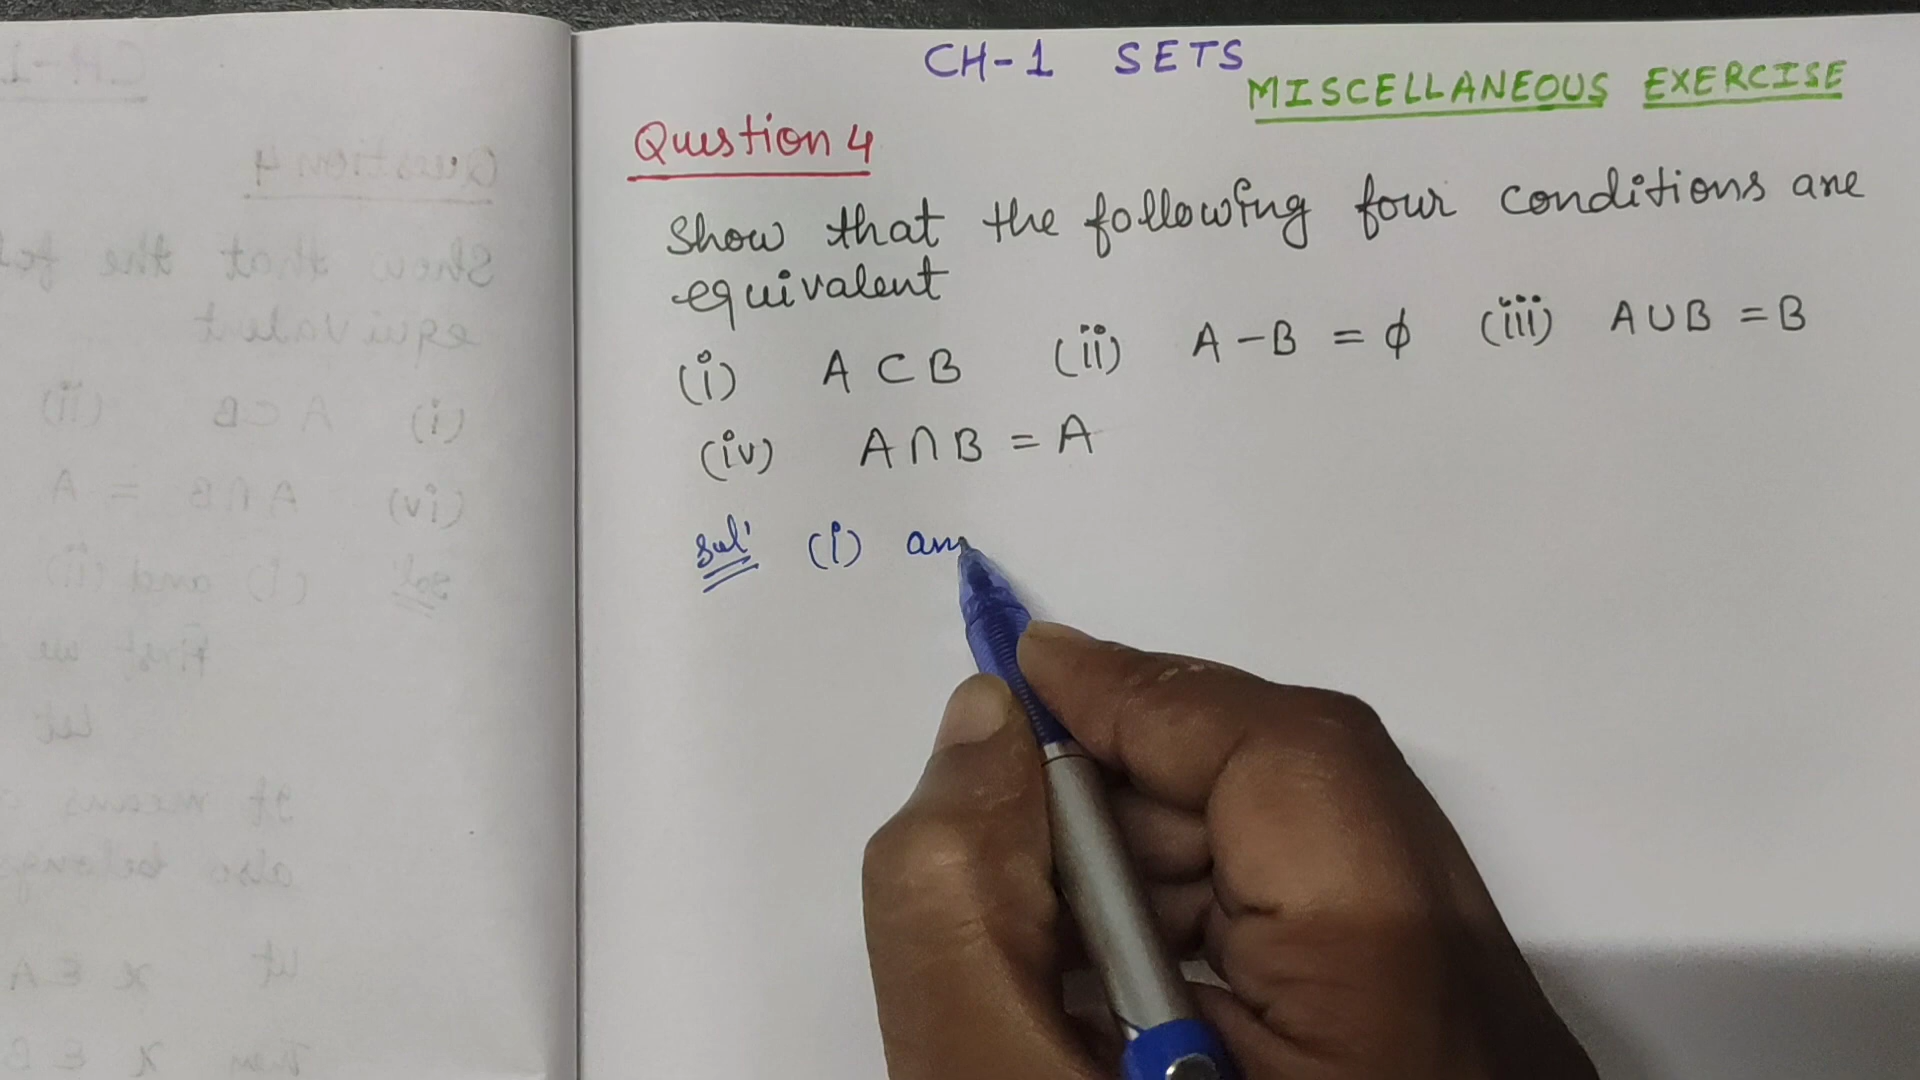 CH-1 SETS
MISCELLANEOUS EXERCISE
Question 4
Show that the following four conditions are
equivalent
(i) A ⊂ B (ii) A - B = ϕ (iii) A ∪ B = B
(iv) A ∩ B = A
Sol' (i) an